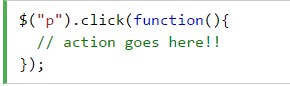 $("p").click(function(){
  // action goes here!!
});